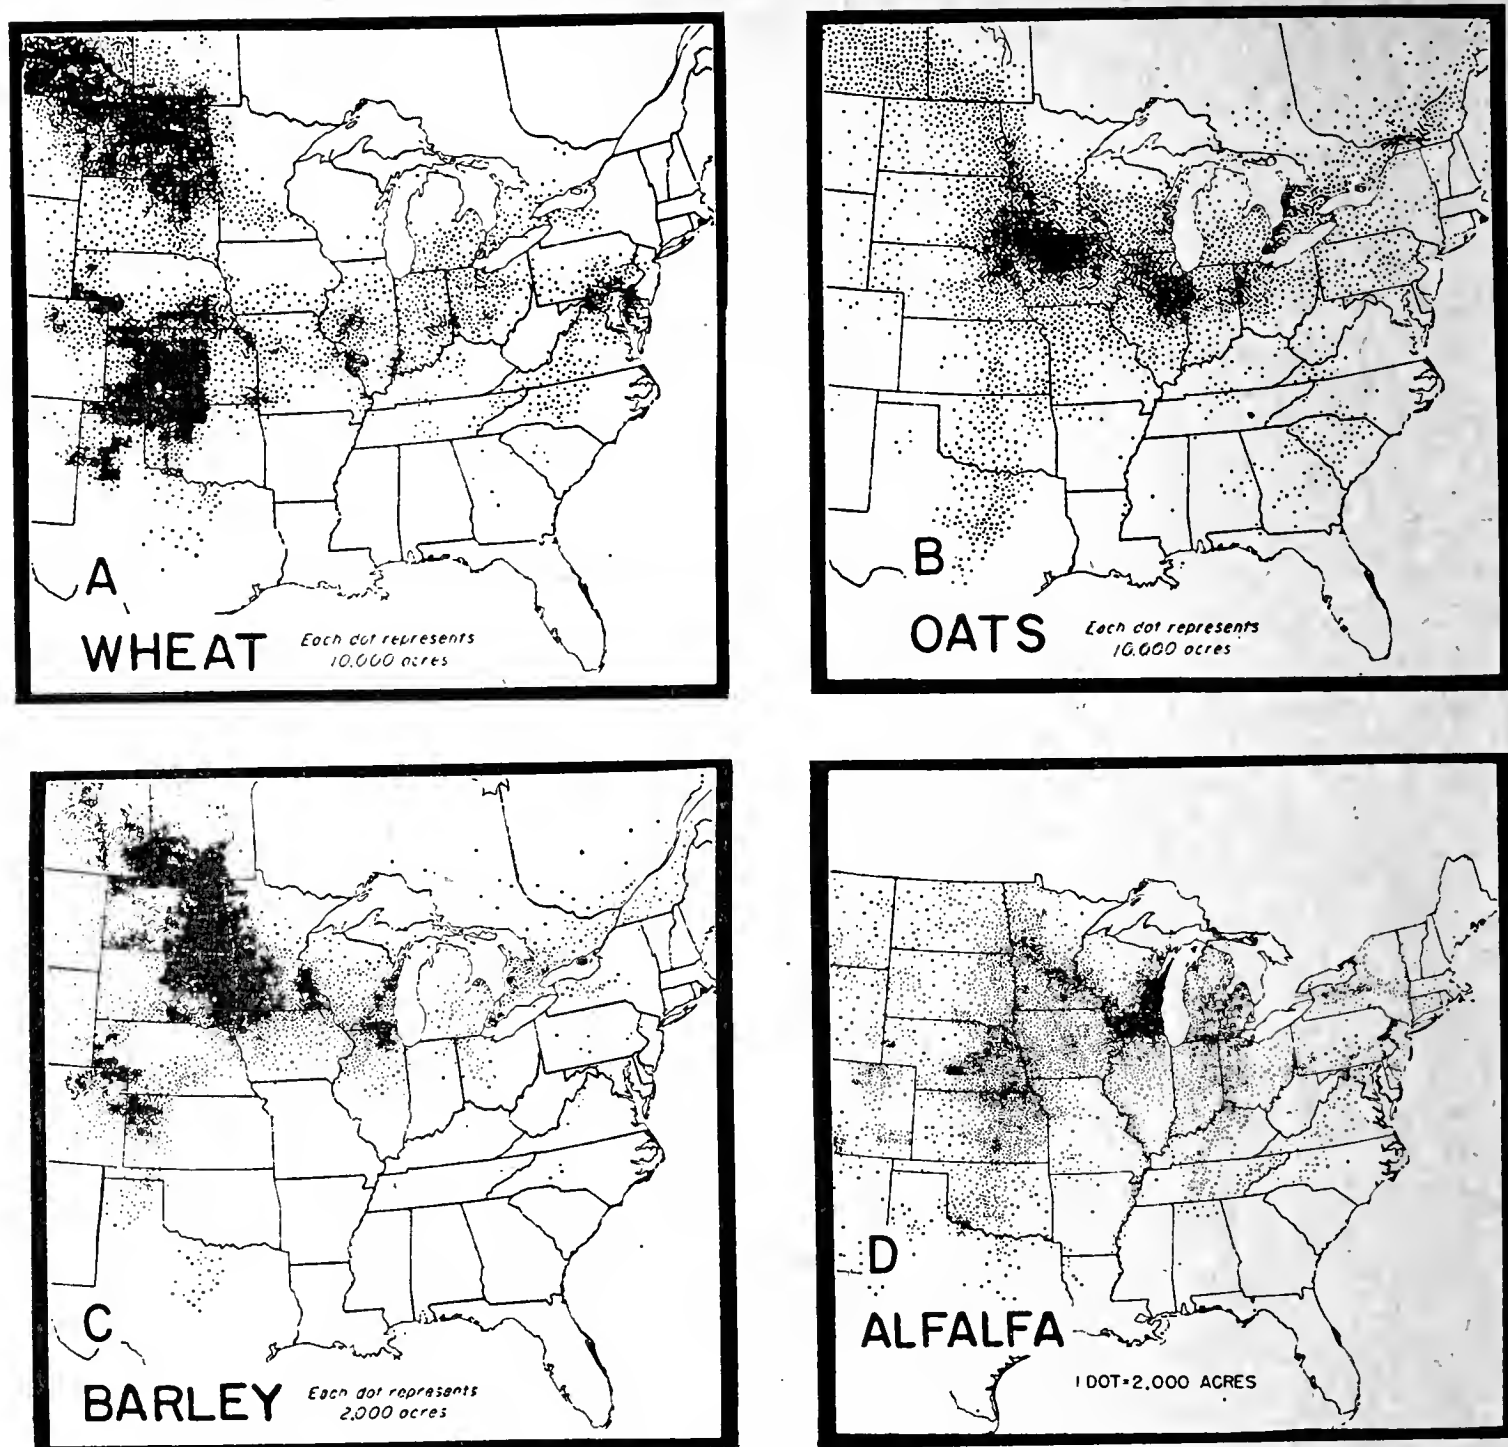 A
WHEAT
Each dot represents
10,000 acres
B
OATS
Each dot represents
10,000 acres
C
BARLEY
Each dot represents
2,000 acres
D
ALFALFA
1 DOT=2,000 ACRES